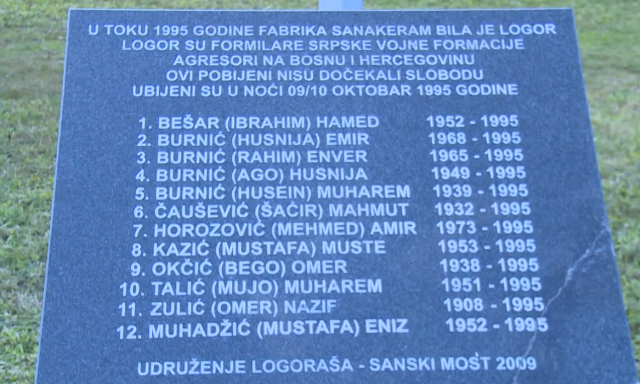 U TOKU 1995 GODINE FABRIKA SANAKERAM BILA JE LOGOR
LOGOR SU FORMILARE SRPSKE VOJNE FORMACIJE
AGRESORI NA BOSNU I HERCEGOVINU
OVI POBIJENI NISU DOČEKALI SLOBODU
UBIJENI SU U NOĆI 09/10 OKTOBAR 1995 GODINE
1. BEŠAR (IBRAHIM) HAMED 1952 - 1995
2. BURNIĆ (HUSNIJA) EMIR 1968 - 1995
3. BURNIĆ (RAHIM) ENVER 1965 - 1995
4. BURNIĆ (AGO) HUSNIJA 1949 - 1995
5. BURNIĆ (HUSEIN) MUHAREM 1939 - 1995
6. ČAUŠEVIĆ (ŠAĆIR) MAHMUT 1932 - 1995
7. HOROZOVIĆ (MEHMED) AMIR 1973 - 1995
8. KAZIĆ (MUSTAFA) MUSTE 1953 - 1995
9. OKČIĆ (BEGO) OMER 1938 - 1995
10. TALIĆ (MUJO) MUHAREM 1951 - 1995
11. ZULIĆ (OMER) NAZIF 1908 - 1995
12. MUHADŽIĆ (MUSTAFA) ENIZ 1952 - 1995
UDRUŽENJE LOGORAŠA - SANSKI MOST 2009